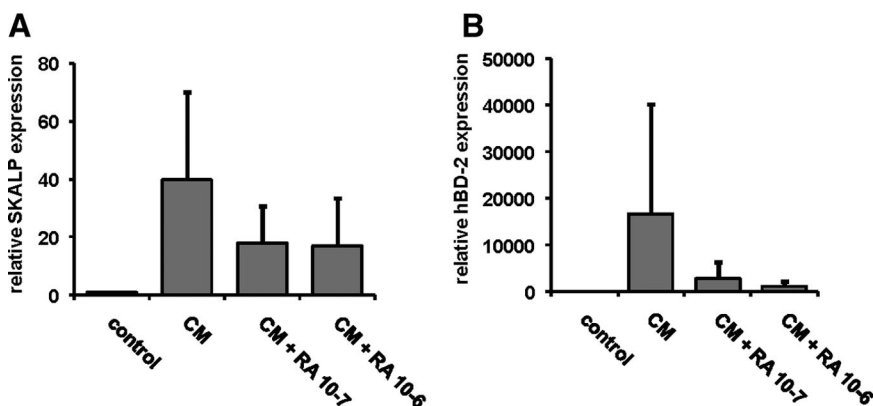 A
relative SKALP expression
80
60
40
20
0
control
CM
CM + RA 10-7
CM + RA 10-6
B
relative hBD-2 expression
50000
40000
30000
20000
10000
0
control
CM
CM + RA 10-7
CM + RA 10-6